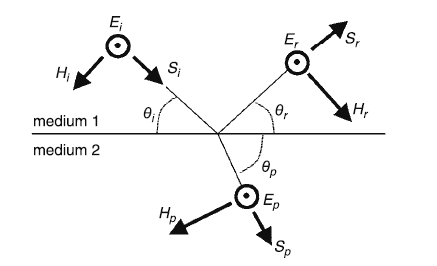 E_i
E_r
S_r
H_i
S_i
θ_i
θ_r
H_r
medium 1
medium 2
θ_p
H_p
E_p
S_p